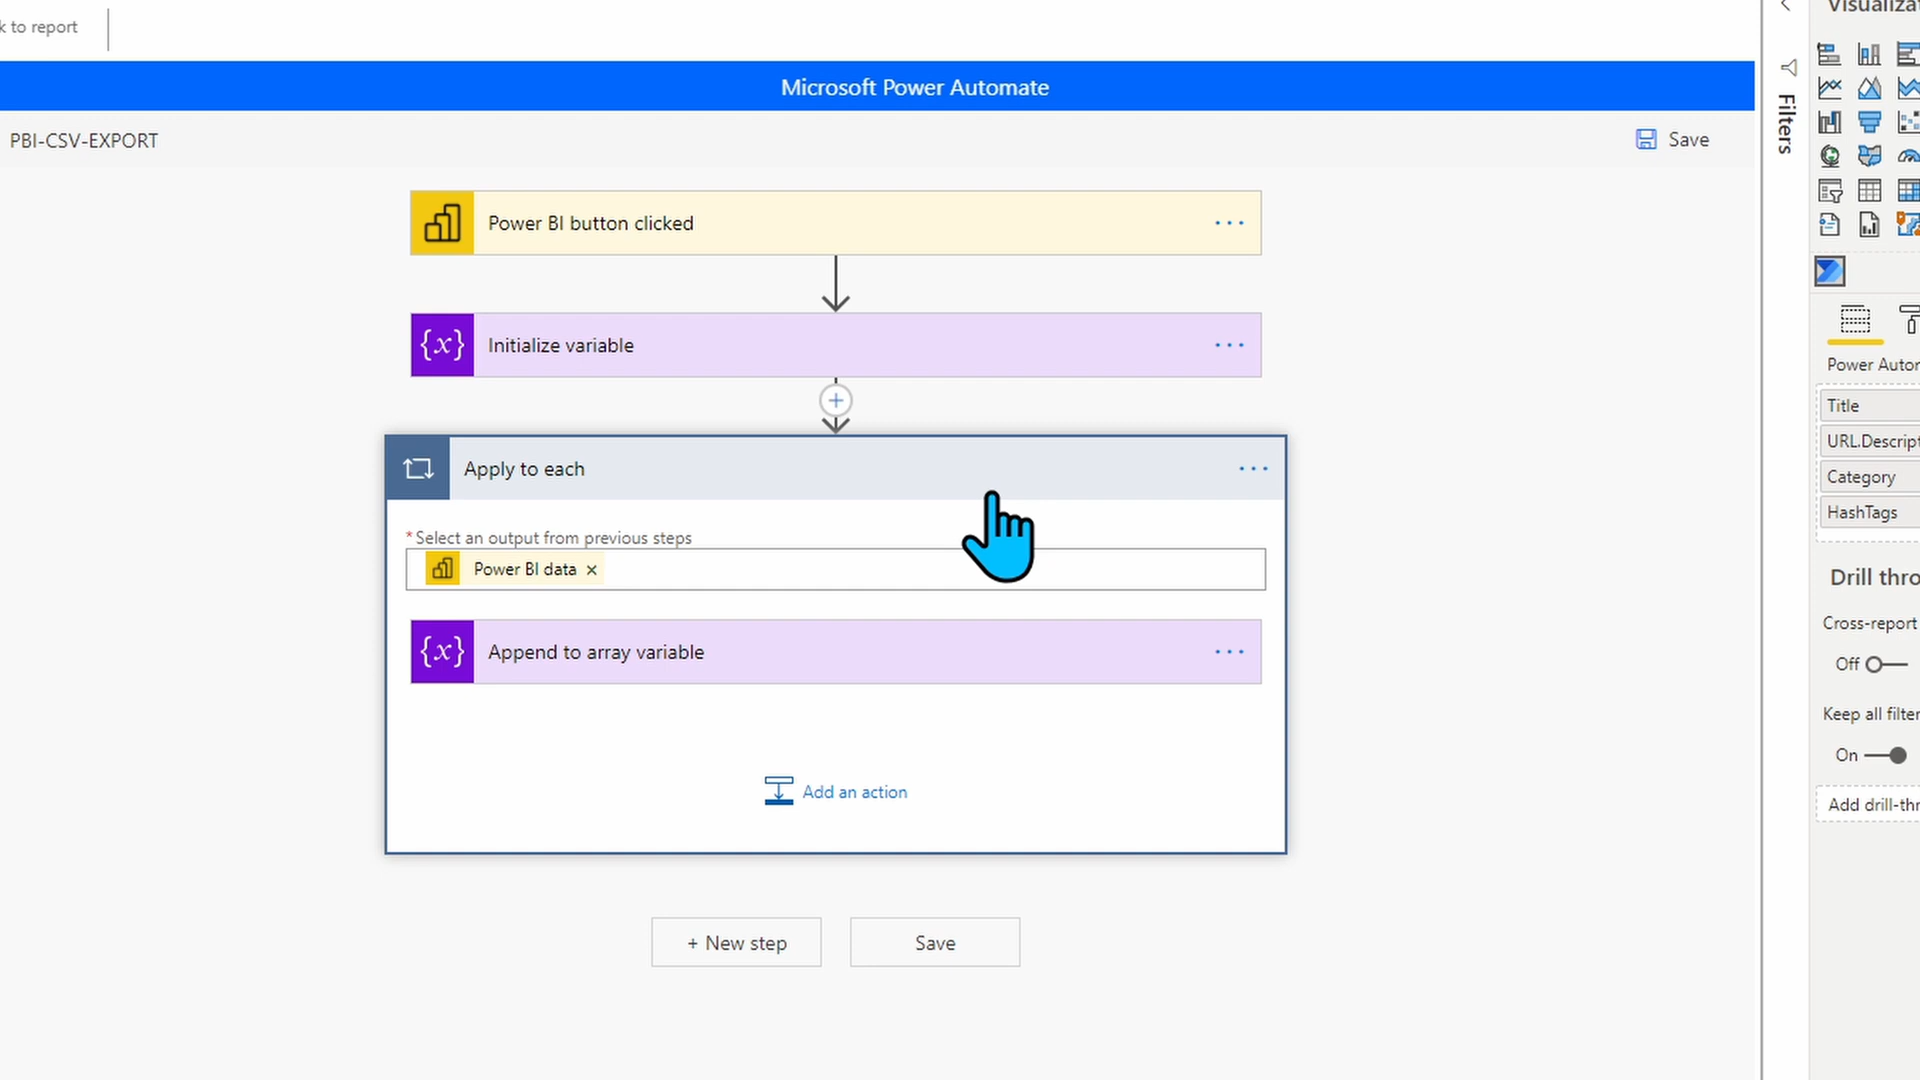 k to report
Microsoft Power Automate
PBI-CSV-EXPORT
Save
Power BI button clicked
{x} Initialize variable
Apply to each
*Select an output from previous steps
Power BI data ×
{x} Append to array variable
Add an action
+ New step
Save
Filters
Visualizat
Power Autor
Title
URL.Descript
Category
HashTags
Drill thro
Cross-report
Off
Keep all filter
On
Add drill-thr